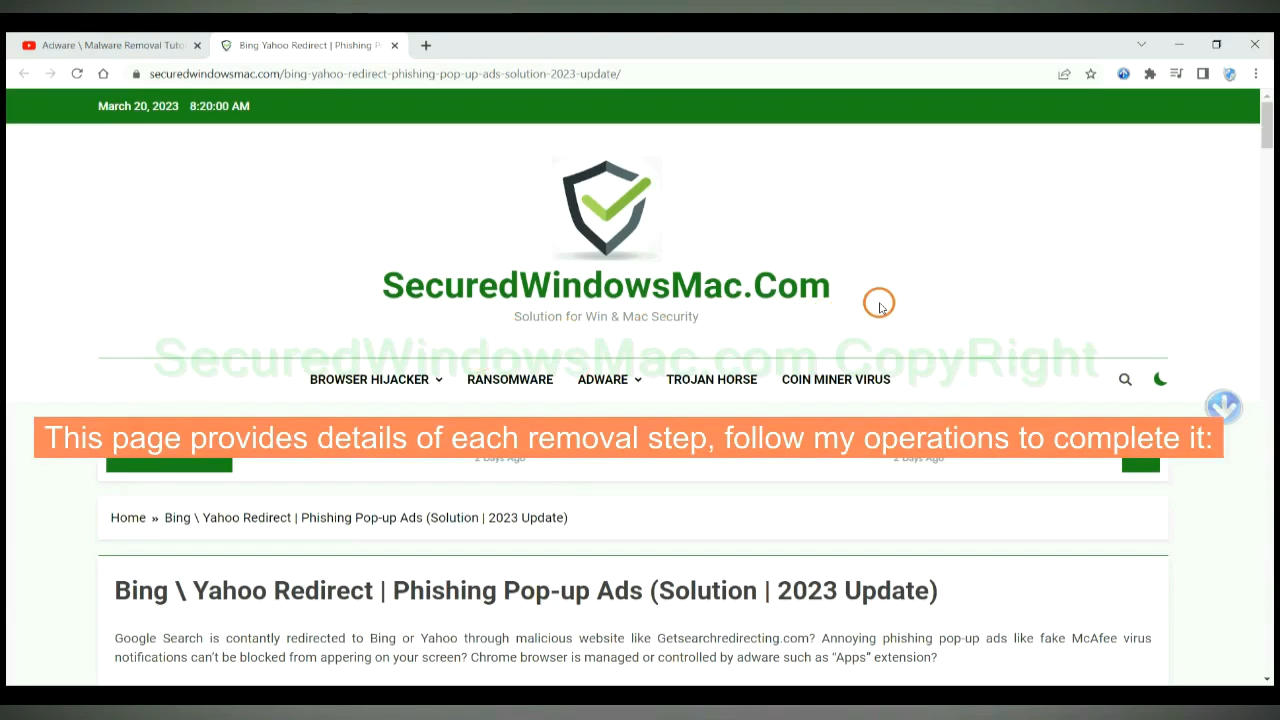 Adware \ Malware Removal Tuto
Bing Yahoo Redirect | Phishing P
securedwindowsmac.com/bing-yahoo-redirect-phishing-pop-up-ads-solution-2023-update/
March 20, 2023 8:20:00 AM
SecuredWindowsMac.Com
Solution for Win & Mac Security
SecuredWindowsMac.com CopyRight
BROWSER HIJACKER RANSOMWARE ADWARE TROJAN HORSE COIN MINER VIRUS
This page provides details of each removal step, follow my operations to complete it:
2 Days Ago 2 Days Ago
Home » Bing \ Yahoo Redirect | Phishing Pop-up Ads (Solution | 2023 Update)
Bing \ Yahoo Redirect | Phishing Pop-up Ads (Solution | 2023 Update)
Google Search is contantly redirected to Bing or Yahoo through malicious website like Getsearchredirecting.com? Annoying phishing pop-up ads like fake McAfee virus
notifications can't be blocked from appering on your screen? Chrome browser is managed or controlled by adware such as “Apps” extension?